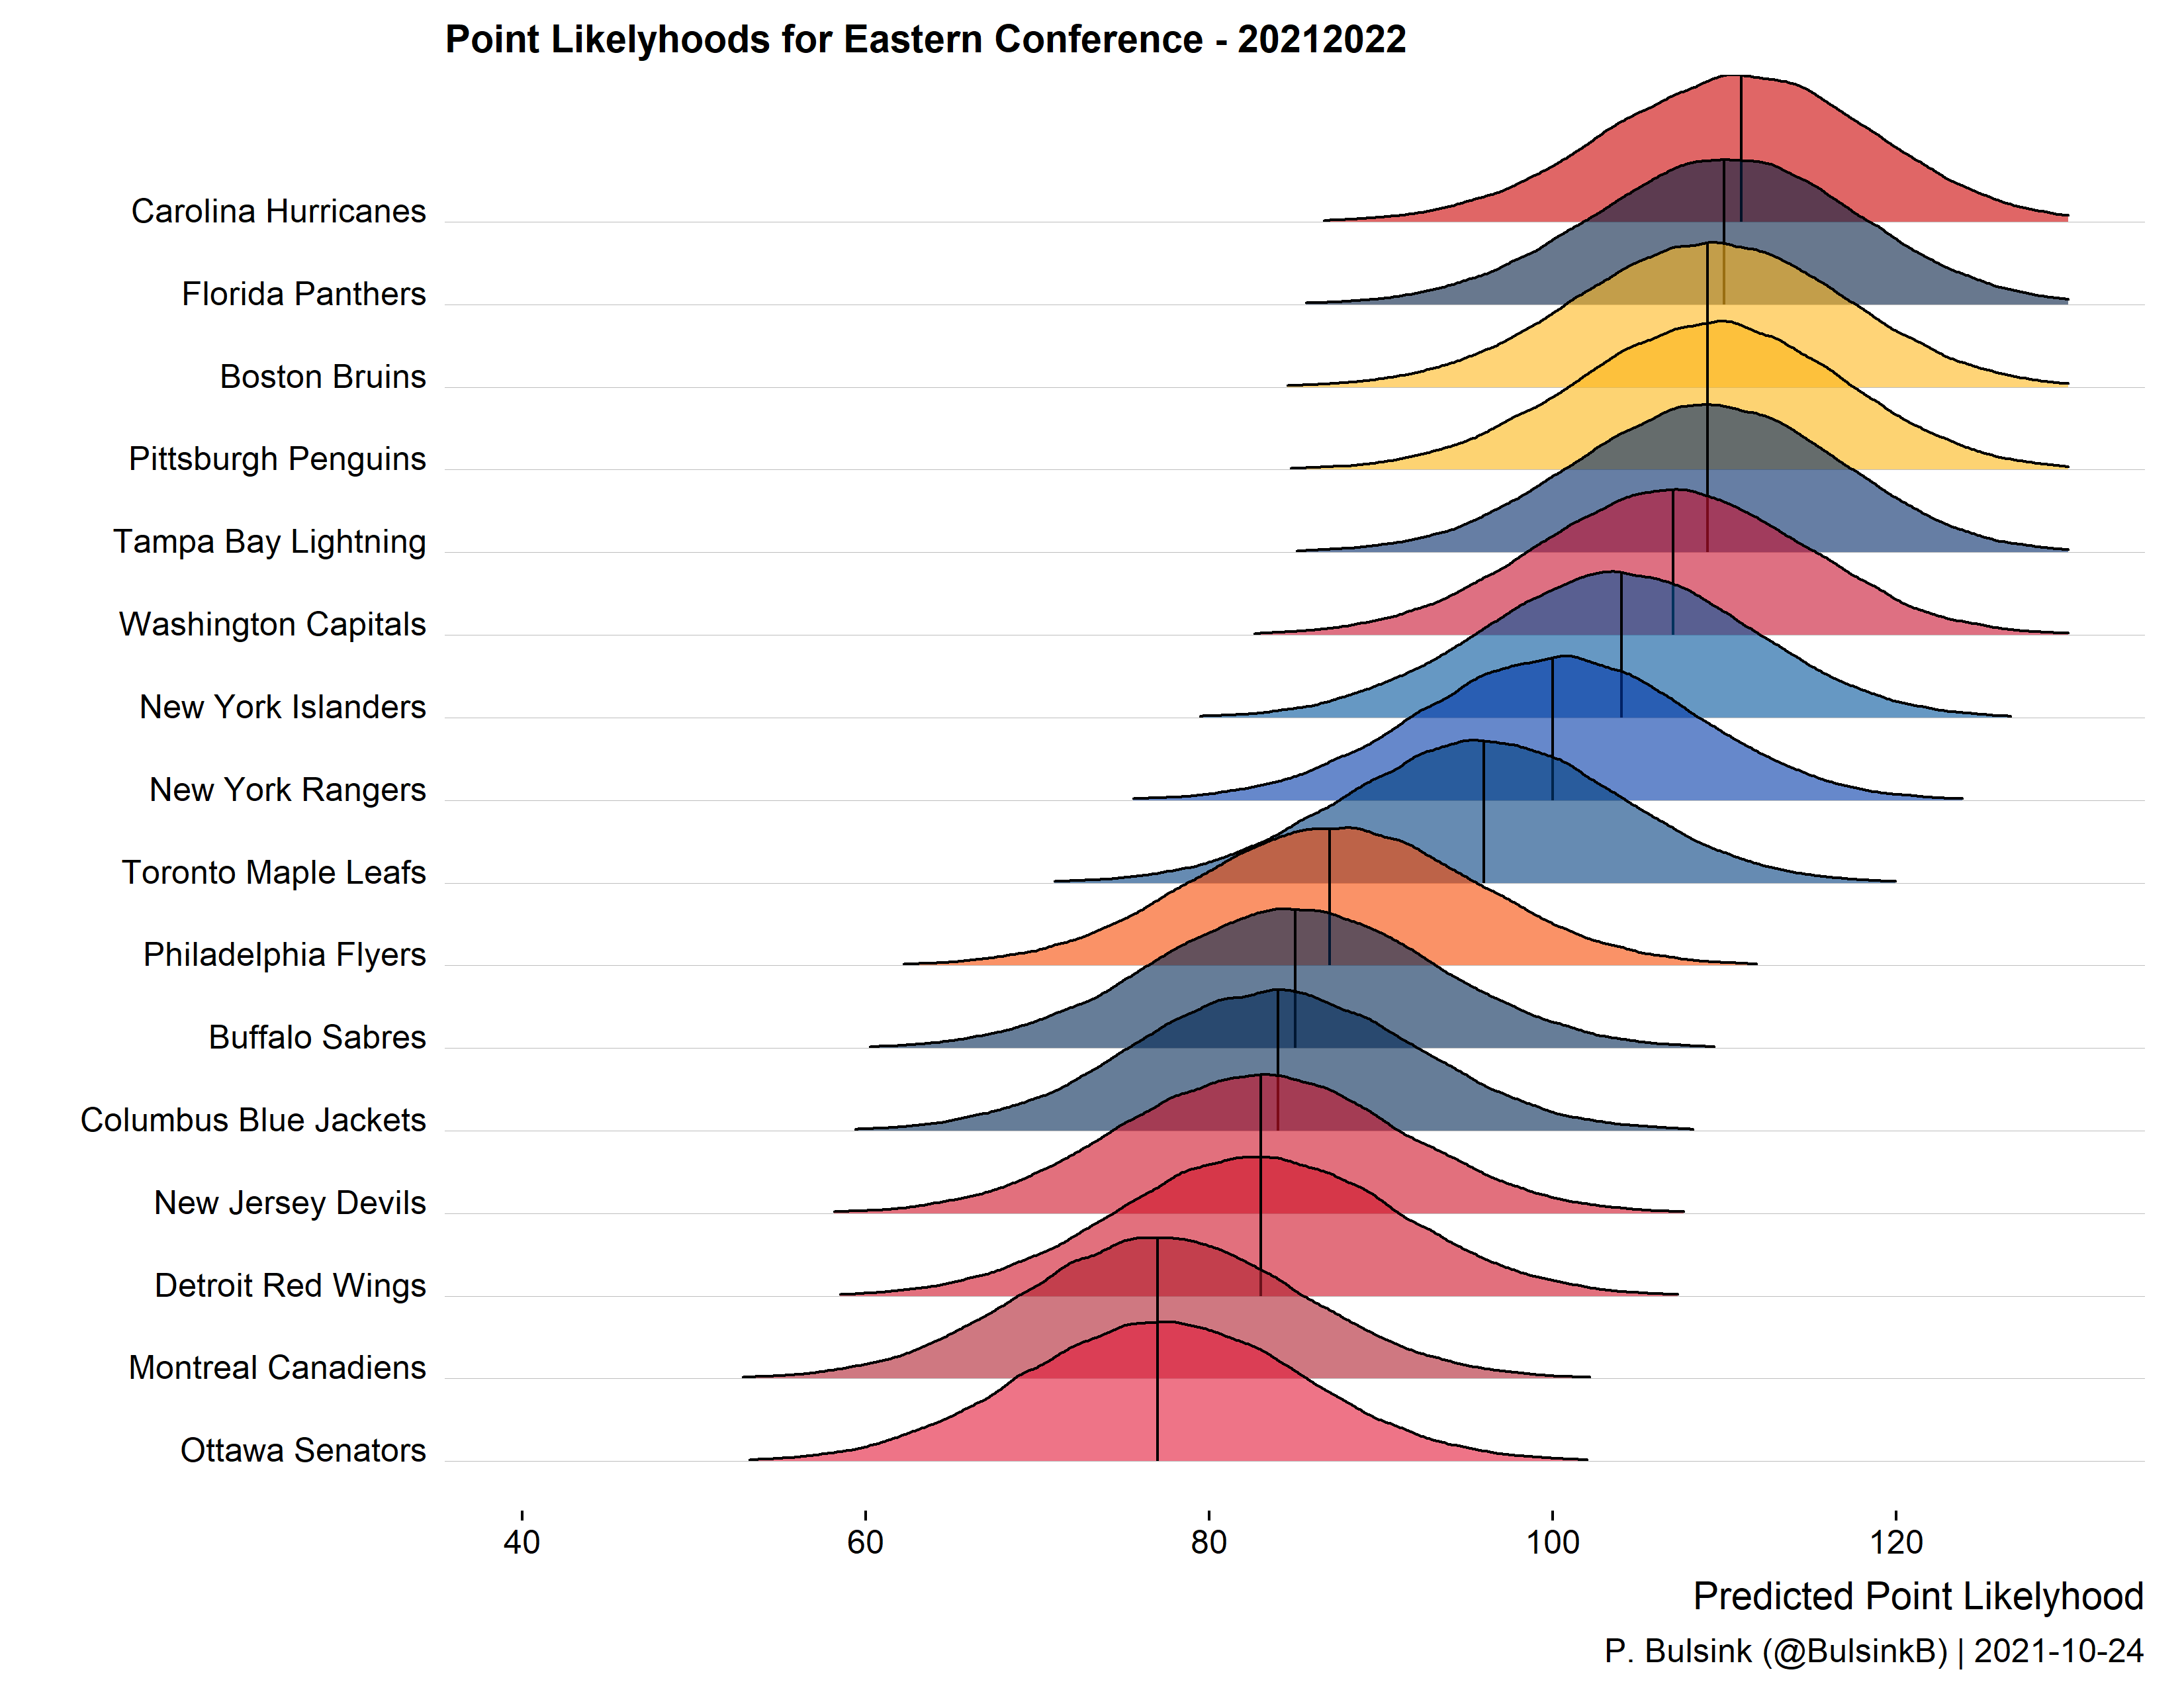 Point Likelyhoods for Eastern Conference - 20212022
Carolina Hurricanes
Florida Panthers
Boston Bruins
Pittsburgh Penguins
Tampa Bay Lightning
Washington Capitals
New York Islanders
New York Rangers
Toronto Maple Leafs
Philadelphia Flyers
Buffalo Sabres
Columbus Blue Jackets
New Jersey Devils
Detroit Red Wings
Montreal Canadiens
Ottawa Senators
40 60 80 100 120
Predicted Point Likelyhood
P. Bulsink (@BulsinkB) | 2021-10-24